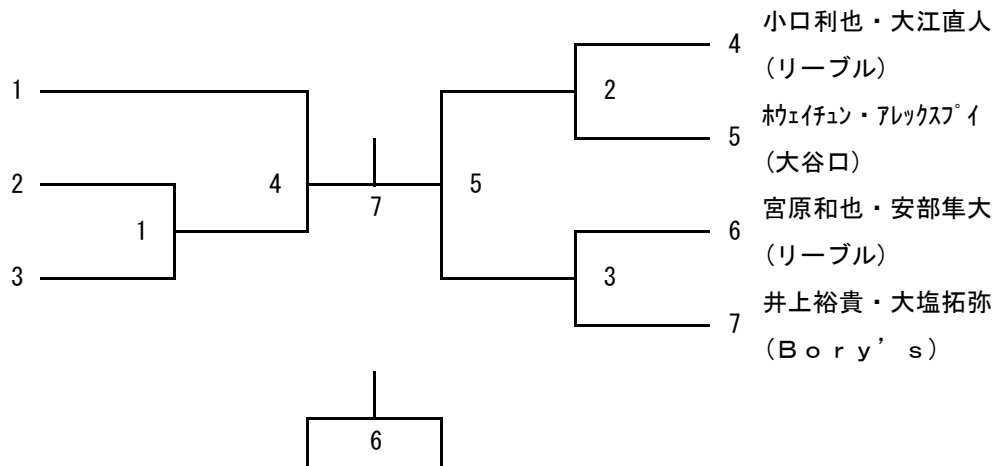 小口利也・大江直人
4
(リーブル)
1
2
ﾎｳｪｲﾁｭﾝ・ｱﾚｯｸｽﾌﾟｲ
5
(大谷口)
2
4
5
7
宮原和也・安部隼大
1
6
(リーブル)
3
3
井上裕貴・大塩拓弥
7
(Ｂｏｒｙ’ｓ)
6